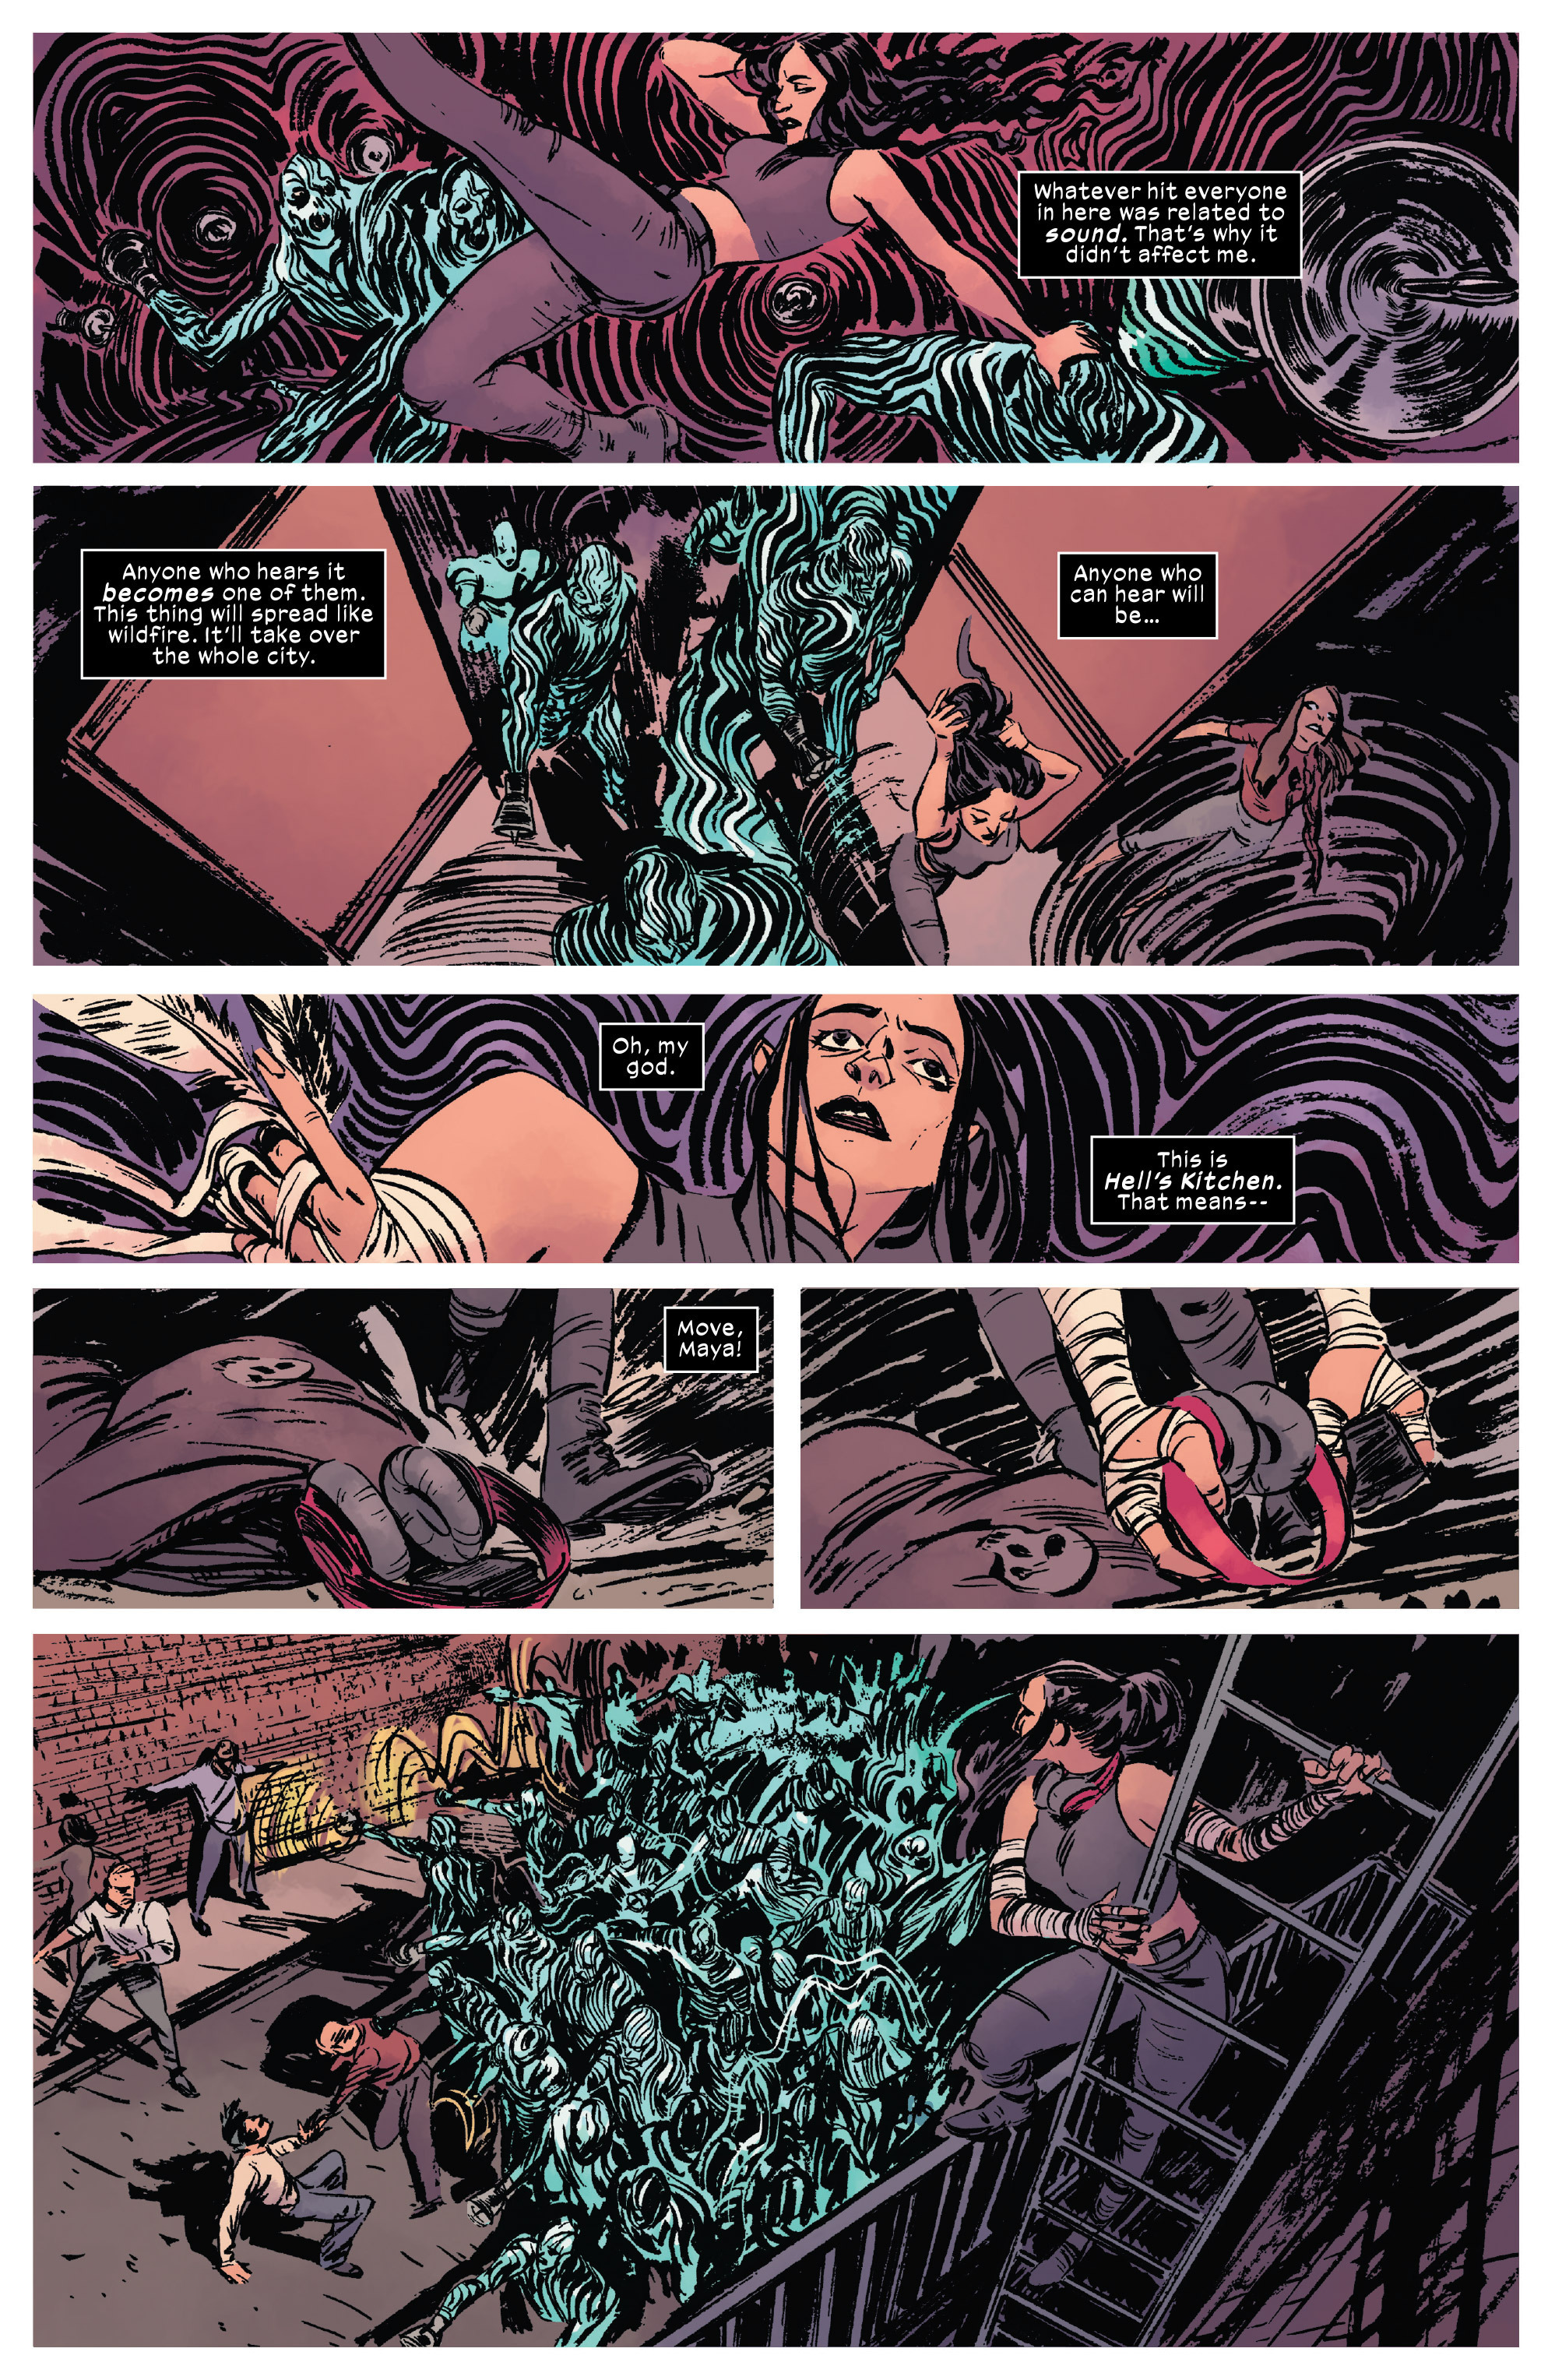 Whatever hit everyone
in here was related to
sound. That's why it
didn't affect me.
Anyone who hears it
becomes one of them.
This thing will spread like
wildfire. It'll take over
the whole city.
Anyone who
can hear will
be...
Oh, my
god.
This is
Hell's Kitchen.
That means--
Move,
Maya!